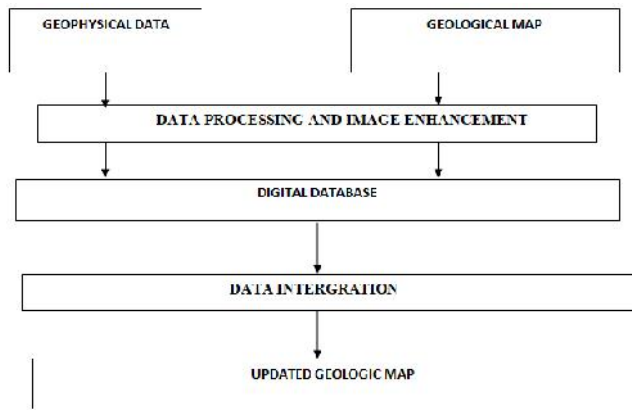 GEOPHYSICAL DATA
GEOLOGICAL MAP
DATA PROCESSING AND IMAGE ENHANCEMENT
DIGITAL DATABASE
DATA INTERGRATION
UPDATED GEOLOGIC MAP